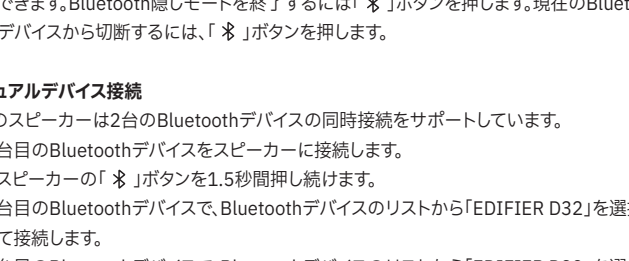 できます。Bluetooth隠しモードを終了するには「 」ボタンを押します。現在のBluet
デバイスから切断するには、「 」ボタンを押します。
ュアルデバイス接続
のスピーカーは2台のBluetoothデバイスの同時接続をサポートしています。
台目のBluetoothデバイスをスピーカーに接続します。
スピーカーの「 」ボタンを1.5秒間押し続けます。
台目のBluetoothデバイスで、Bluetoothデバイスのリストから「EDIFIER D32」を選
て接続します。